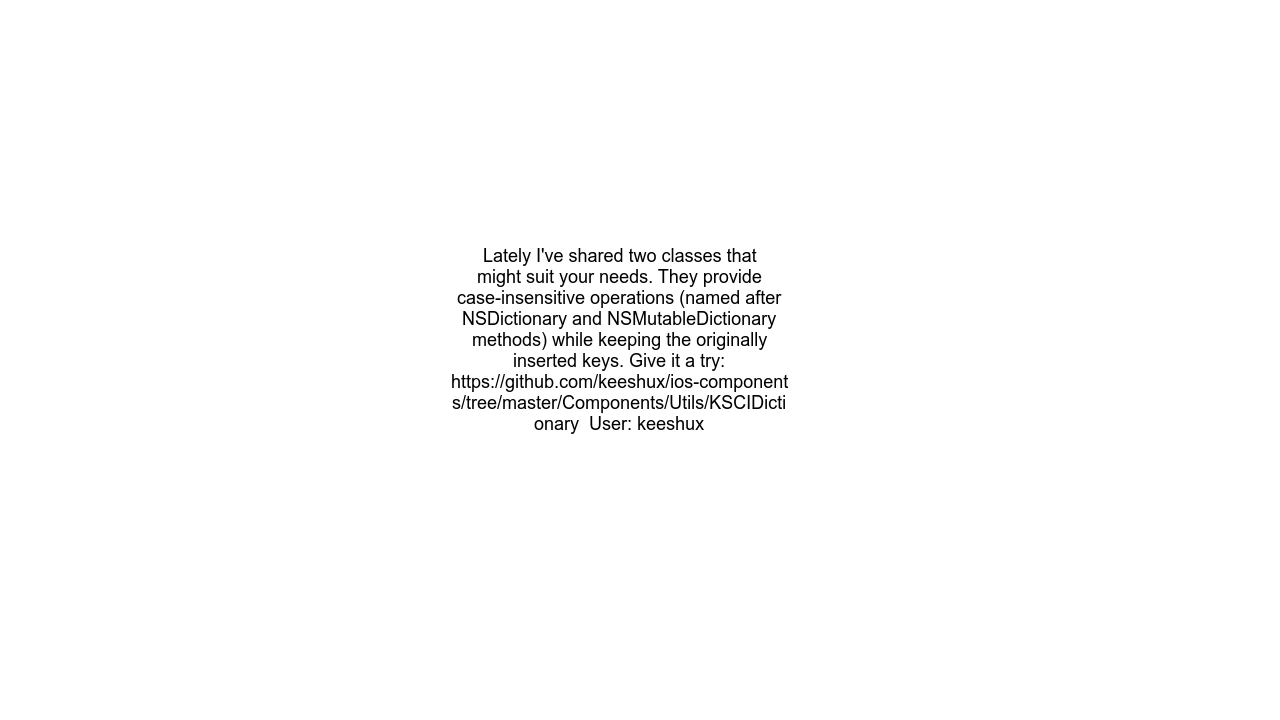 Lately I've shared two classes that
might suit your needs. They provide
case-insensitive operations (named after
NSDictionary and NSMutableDictionary
methods) while keeping the originally
inserted keys. Give it a try:
https://github.com/keeshux/ios-component
s/tree/master/Components/Utils/KSCIDicti
onary  User: keeshux